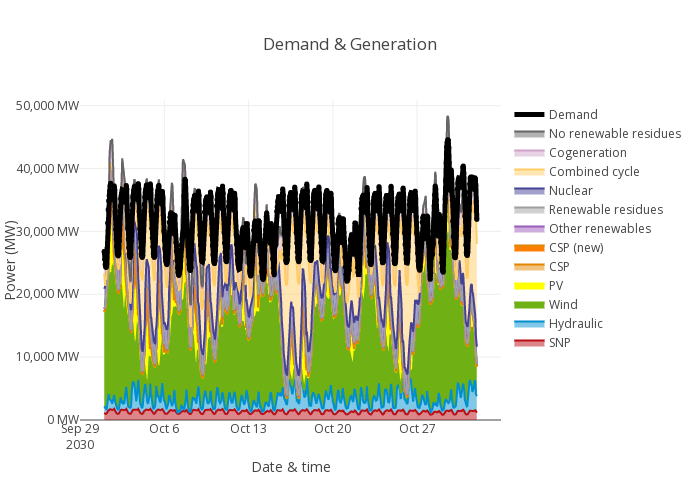 Demand & Generation
50,000 MW
40,000 MW
30,000 MW
20,000 MW
10,000 MW
0 MW
Power (MW)
Sep 29
2030
Oct 6
Oct 13
Oct 20
Oct 27
Date & time
Demand
No renewable residues
Cogeneration
Combined cycle
Nuclear
Renewable residues
Other renewables
CSP (new)
CSP
PV
Wind
Hydraulic
SNP